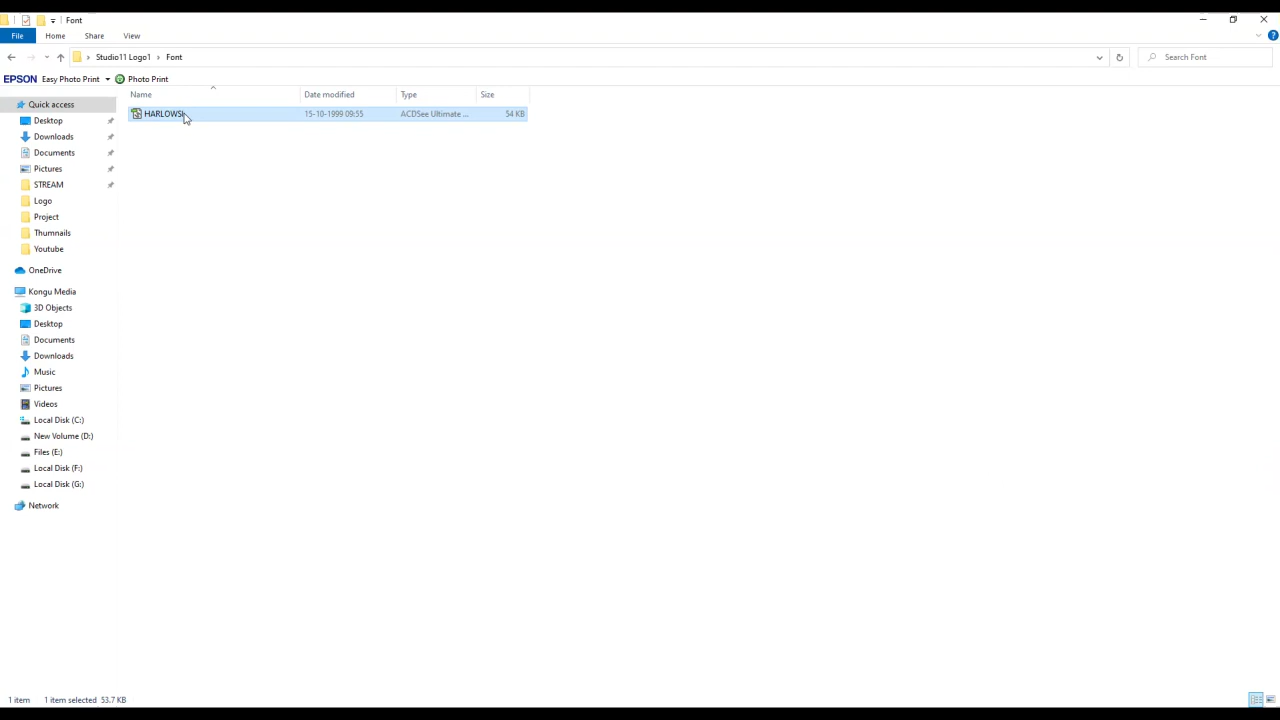 Font
File
Home
Share
View
Studio11 Logo1
Font
Search Font
EPSON Easy Photo Print
Photo Print
Name
Date modified
Type
Size
HARLOWSI
15-10-1999 09:55
ACDSee Ultimate ...
54 KB
Quick access
Desktop
Downloads
Documents
Pictures
STREAM
Logo
Project
Thumnails
Youtube
OneDrive
Kongu Media
3D Objects
Desktop
Documents
Downloads
Music
Pictures
Videos
Local Disk (C:)
New Volume (D:)
Files (E:)
Local Disk (F:)
Local Disk (G:)
Network
1 item
1 item selected 53.7 KB